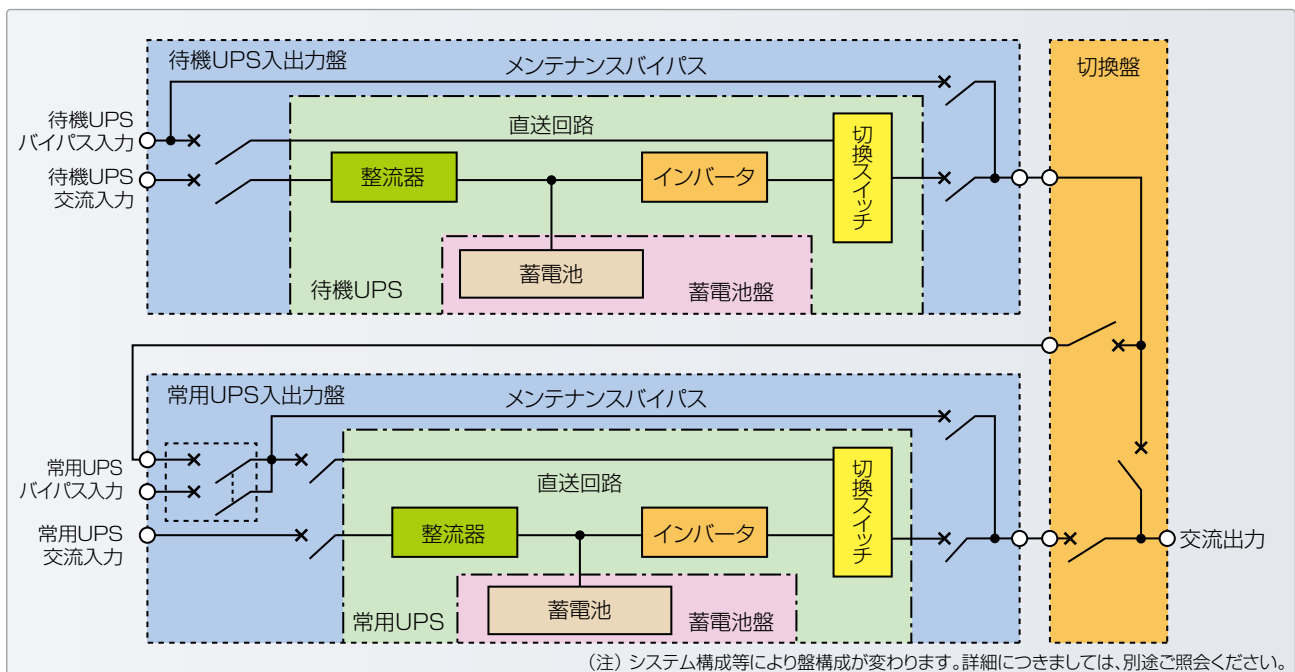 待機UPS入出力盤
メンテナンスバイパス
切換盤
待機UPS
バイパス入力
直送回路
切換スイッチ
待機UPS
交流入力
整流器
インバータ
蓄電池
待機UPS
蓄電池盤
常用UPS入出力盤
メンテナンスバイパス
常用UPS
バイパス入力
直送回路
切換スイッチ
常用UPS
交流入力
整流器
インバータ
交流出力
蓄電池
常用UPS
蓄電池盤
(注) システム構成等により盤構成が変わります。詳細につきましては、別途ご照会ください。